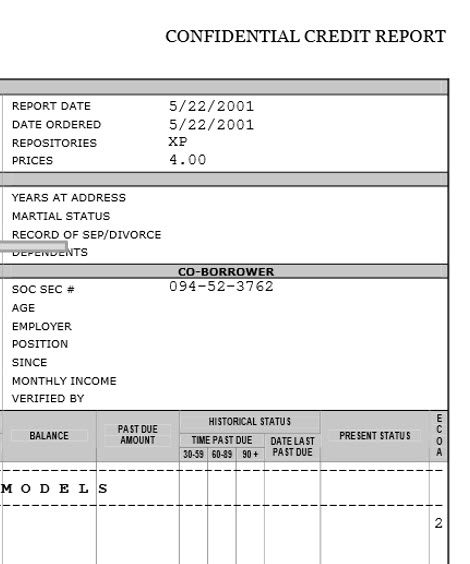 CONFIDENTIAL CREDIT REPORT
REPORT DATE 5/22/2001
DATE ORDERED 5/22/2001
REPOSITORIES XP
PRICES 4.00
YEARS AT ADDRESS
MARTIAL STATUS
RECORD OF SEP/DIVORCE
DEPENDENTS
CO-BORROWER
SOC SEC # 094-52-3762
AGE
EMPLOYER
POSITION
SINCE
MONTHLY INCOME
VERIFIED BY
BALANCE
PAST DUE
AMOUNT
HISTORICAL STATUS
TIME PAST DUE
30-59 60-89 90 +
DATE LAST
PAST DUE
PRESENT STATUS
E
C
O
A
M O D E L S
2